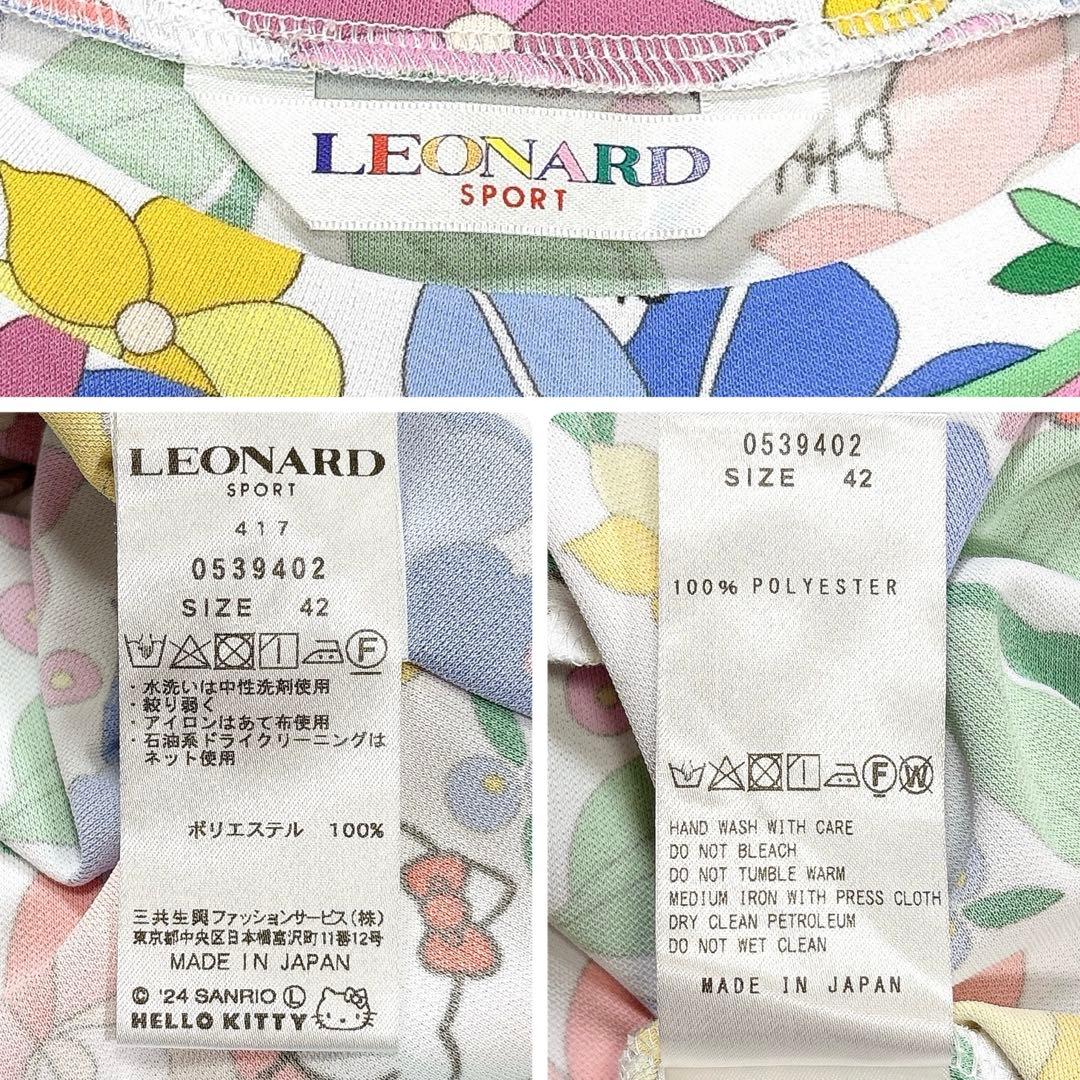 LEONARD
SPORT
LEONARD
SPORT
417
0539402
SIZE 42
F
・水洗いは中性洗剤使用
・絞り弱く
・アイロンはあて布使用
・石油系ドライクリーニングは
ネット使用
ポリエステル 100%
三共生興ファッションサービス(株)
東京都中央区日本橋富沢町11番12号
MADE IN JAPAN
© '24 SANRIO Ⓛ
HELLO KITTY
0539402
SIZE 42
100% POLYESTER
F W
HAND WASH WITH CARE
DO NOT BLEACH
DO NOT TUMBLE WARM
MEDIUM IRON WITH PRESS CLOTH
DRY CLEAN PETROLEUM
DO NOT WET CLEAN
MADE IN JAPAN